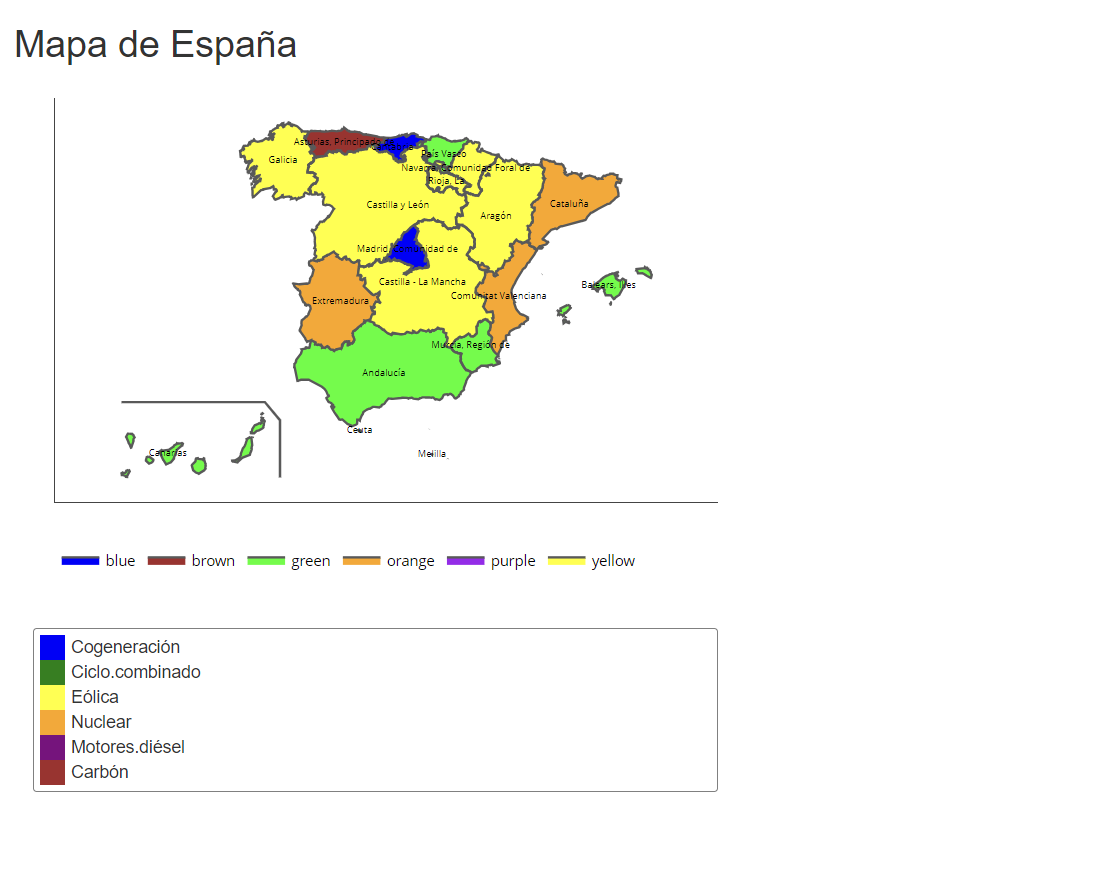 Mapa de España
Asturias, Principado de
País Vasco
Galicia
Navarra, Comunidad Foral de
Rioja, La
Castilla y León
Cataluña
Aragón
Madrid, Comunidad de
Castilla - La Mancha
Balears, Illes
Comunitat Valenciana
Extremadura
Murcia, Región de
Andalucía
Ceuta
Canarias
Melilla
blue brown green orange purple yellow
Cogeneración
Ciclo.combinado
Eólica
Nuclear
Motores.diésel
Carbón